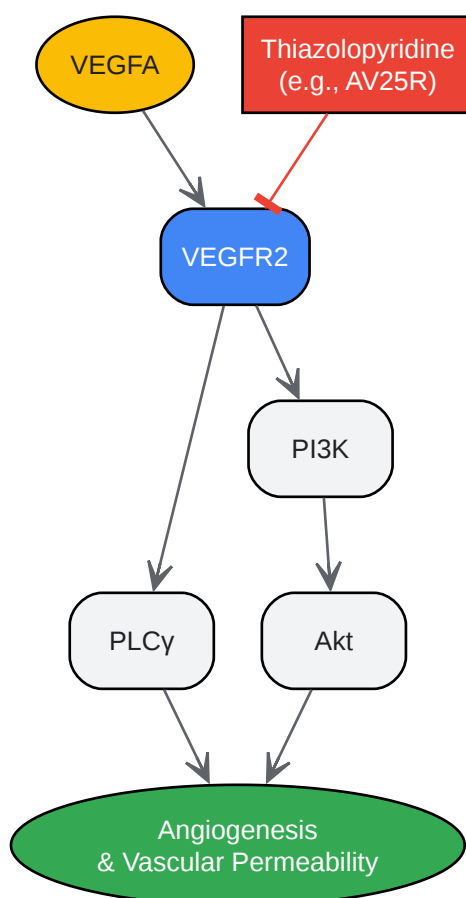 VEGFA
Thiazolopyridine
(e.g., AV25R)
VEGFR2
PI3K
PLCγ
Akt
Angiogenesis
& Vascular Permeability